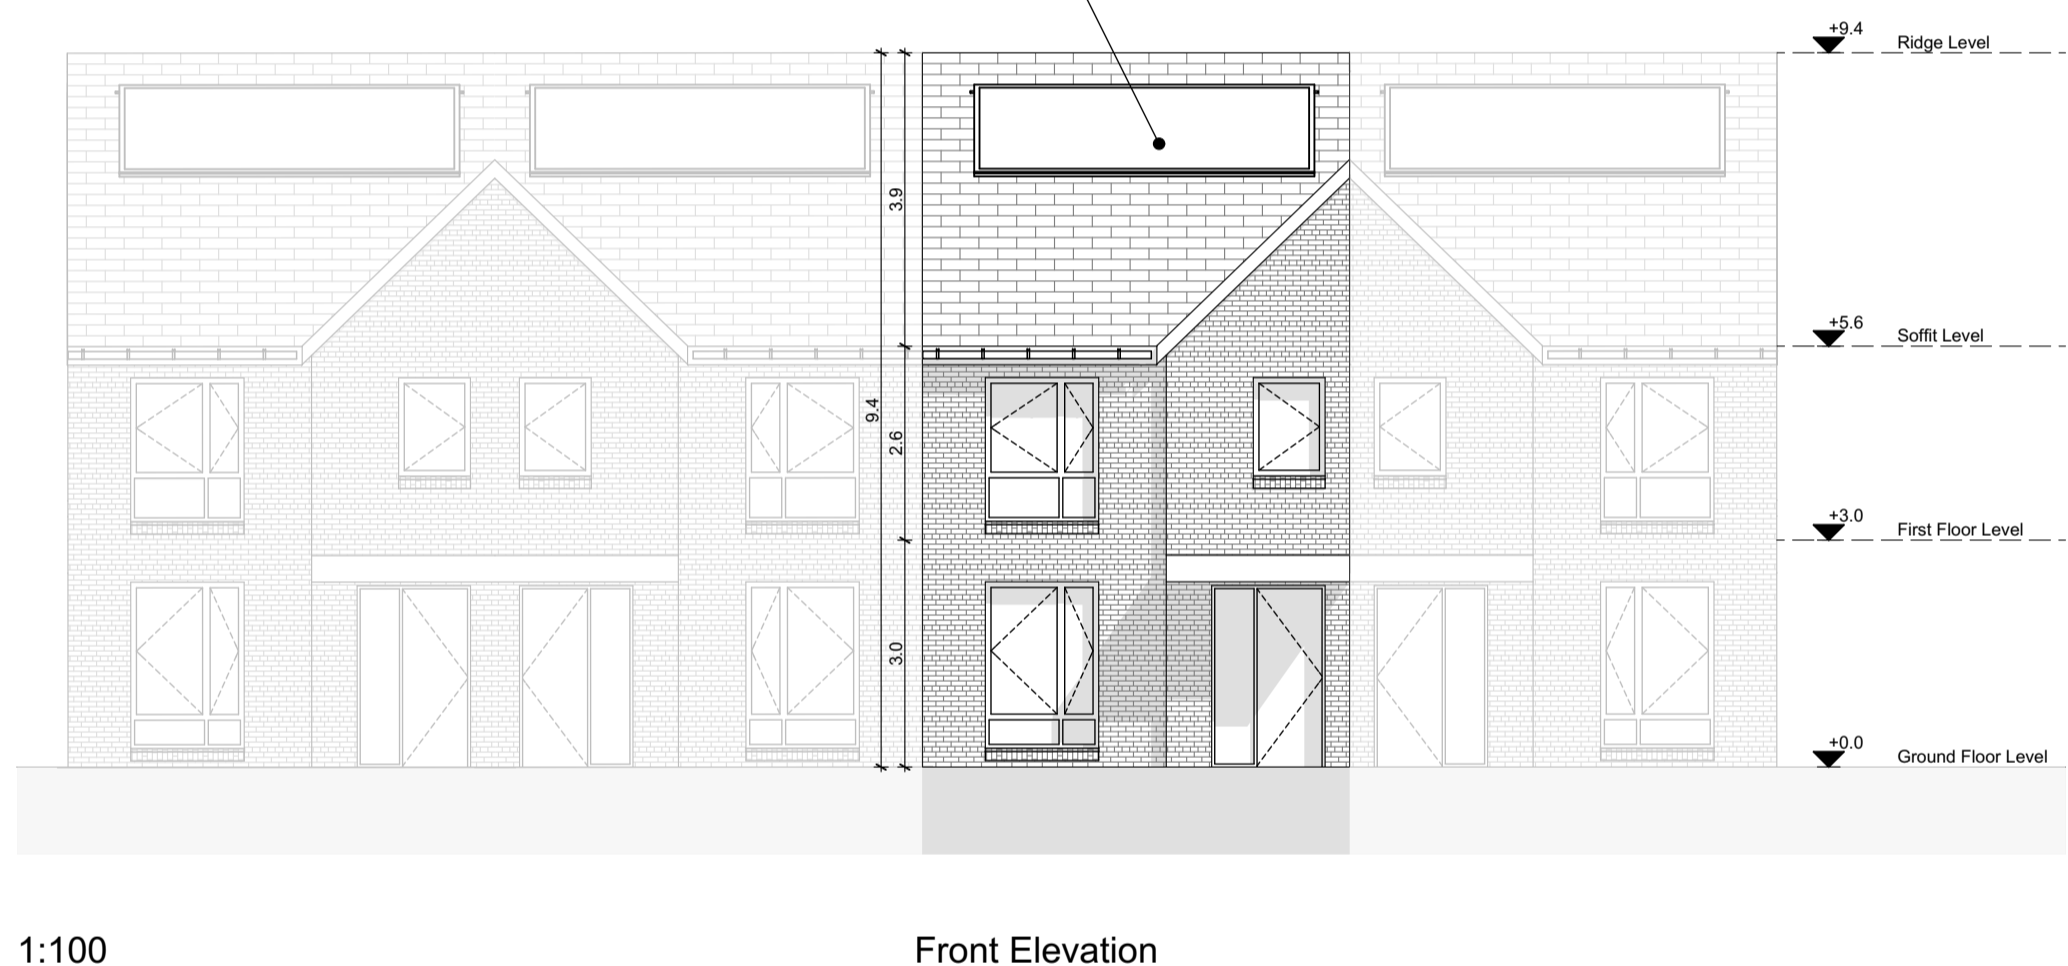 +9.4
Ridge Level
3.9
+5.6
Soffit Level
9.4
2.6
+3.0
First Floor Level
3.0
+0.0
Ground Floor Level
1:100
Front Elevation